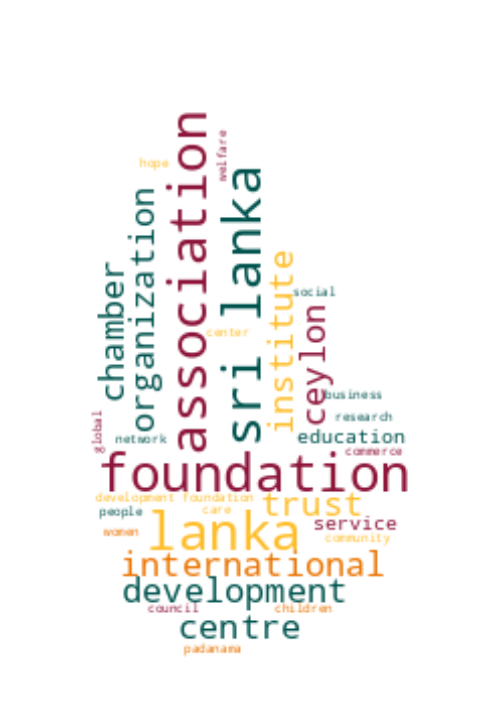 association
welfare
hope
sri lanka
organization
institute
chamber
social
ceylon
center
business
global
research
network
education
commerce
foundation
development foundation
trust
people
care
lanka
service
women
community
international
development
council
children
centre
padanama